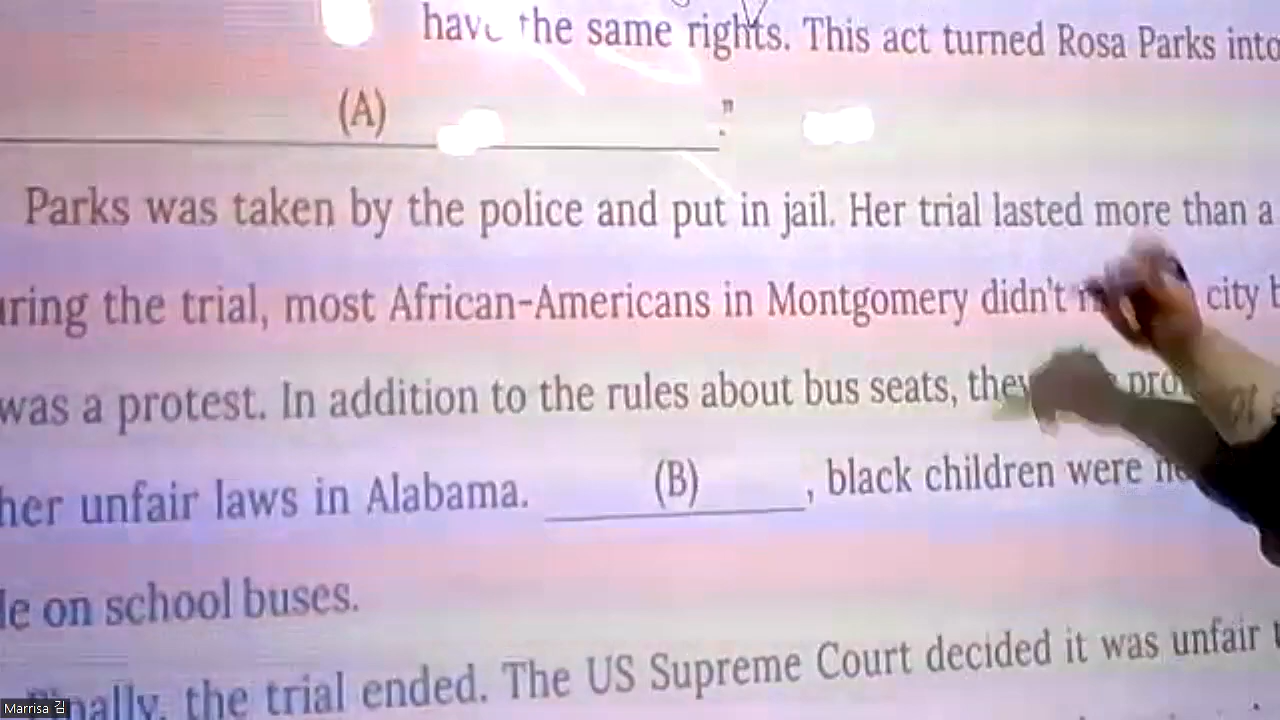 have the same rights. This act turned Rosa Parks into
(A) ."
Parks was taken by the police and put in jail. Her trial lasted more than a
uring the trial, most African-Americans in Montgomery didn't city
was a protest. In addition to the rules about bus seats, they
her unfair laws in Alabama. (B) , black children were
le on school buses.
Finally, the trial ended. The US Supreme Court decided it was unfair
Marrisa 김